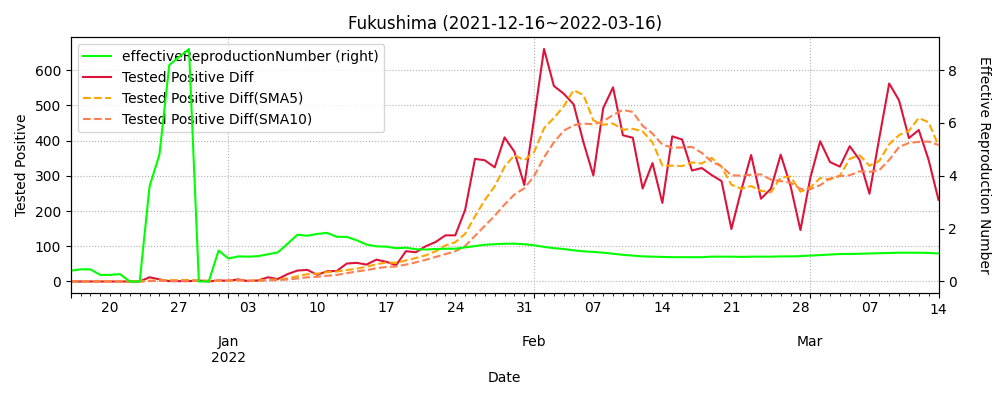 Fukushima (2021-12-16~2022-03-16)
effectiveReproductionNumber (right)
Tested Positive Diff
Tested Positive Diff(SMA5)
Tested Positive Diff(SMA10)
Tested Positive
600
500
400
300
200
100
0
8
6
4
2
0
Effective Reproduction Number
20 27 03 10 17 24 31 07 14 21 28 07 14
Jan Feb Mar
2022
Date